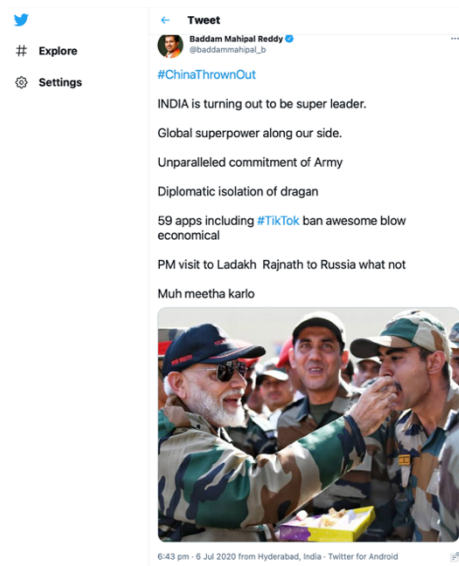 Tweet
Baddam Mahipal Reddy
@baddammahipal_b
Explore
Settings
#ChinaThrownOut
INDIA is turning out to be super leader.
Global superpower along our side.
Unparalleled commitment of Army
Diplomatic isolation of dragan
59 apps including #TikTok ban awesome blow
economical
PM visit to Ladakh Rajnath to Russia what not
Muh meetha karlo
6:43 pm · 6 Jul 2020 from Hyderabad, India · Twitter for Android